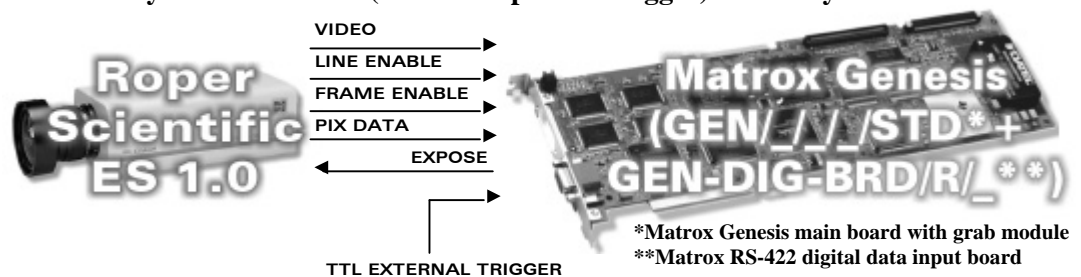 VIDEO
LINE ENABLE
FRAME ENABLE
PIX DATA
EXPOSE
Roper
Scientific
ES 1.0
Matrox Genesis
(GEN/_/_/_/STD* +
GEN-DIG-BRD/R/_**)
*Matrox Genesis main board with grab module
**Matrox RS-422 digital data input board
TTL EXTERNAL TRIGGER